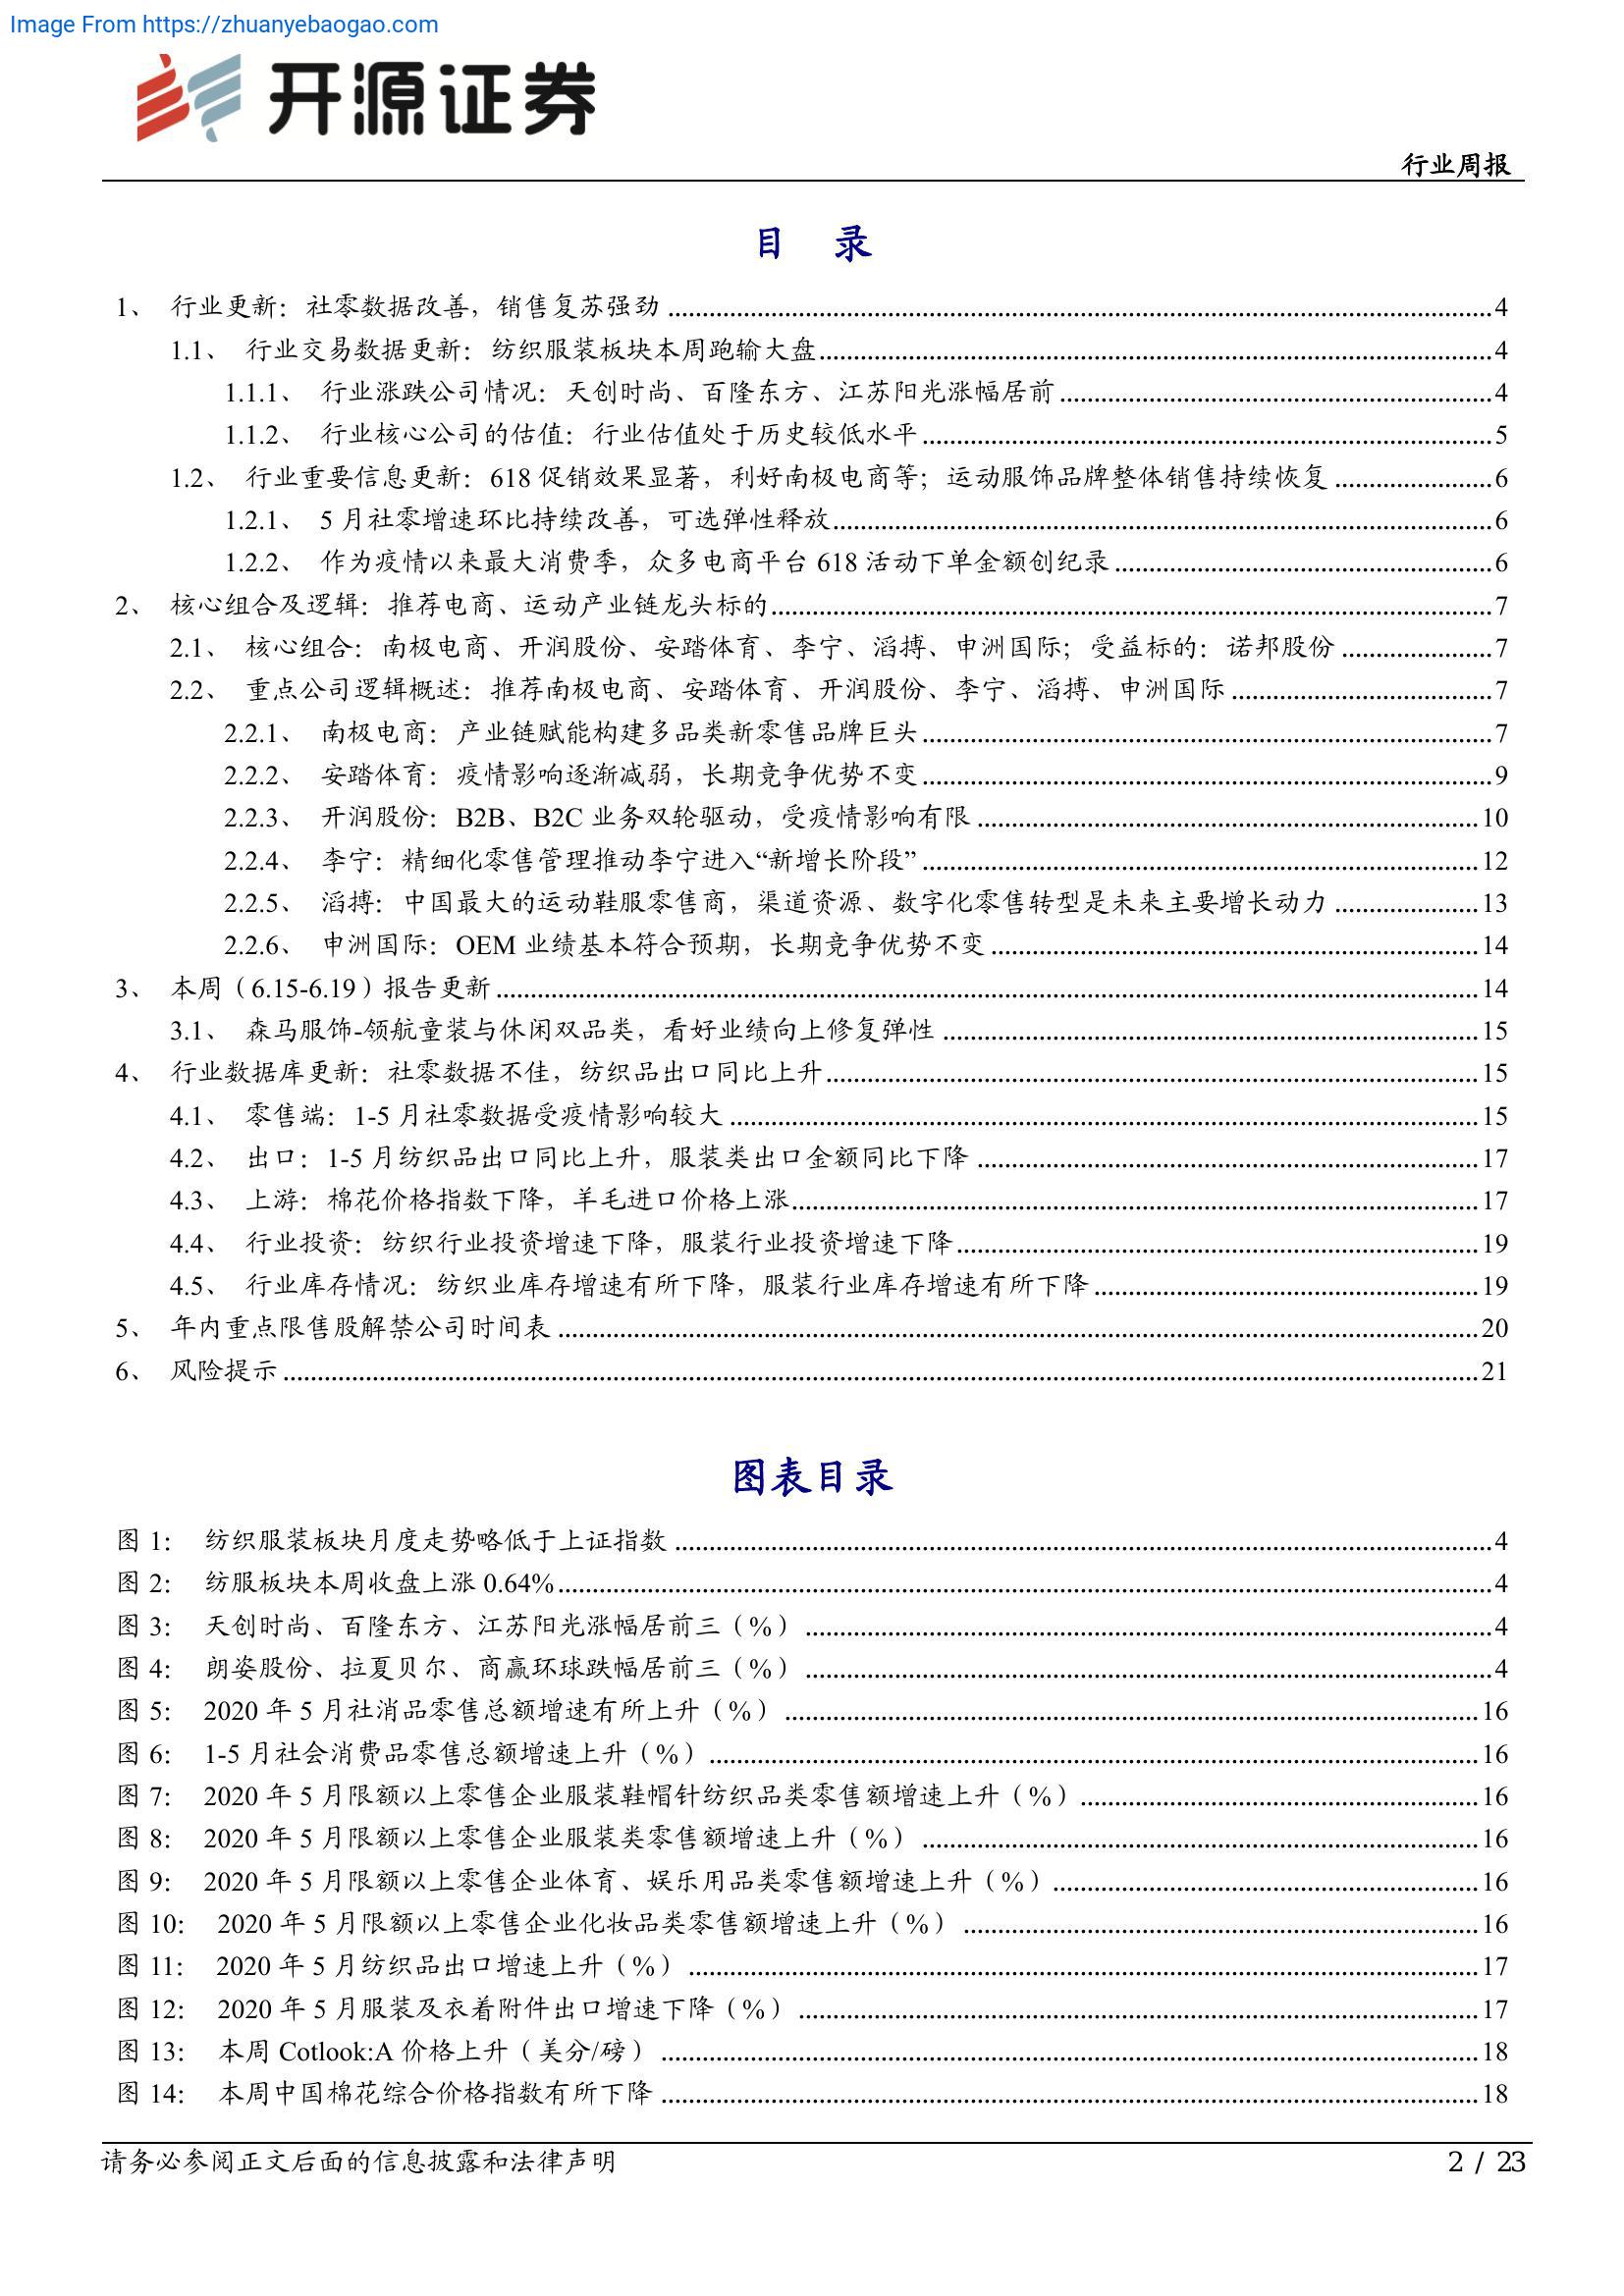 Image From https://zhuanyebaogao.com
开源证券
行业周报
目 录
1、 行业更新：社零数据改善，销售复苏强劲 ........ 4
1.1、 行业交易数据更新：纺织服装板块本周跑输大盘 ........ 4
1.1.1、 行业涨跌公司情况：天创时尚、百隆东方、江苏阳光涨幅居前 ........ 4
1.1.2、 行业核心公司的估值：行业估值处于历史较低水平 ........ 5
1.2、 行业重要信息更新：618 促销效果显著，利好南极电商等；运动服饰品牌整体销售持续恢复 ........ 6
1.2.1、 5 月社零增速环比持续改善，可选弹性释放 ........ 6
1.2.2、 作为疫情以来最大消费季，众多电商平台 618 活动下单金额创纪录 ........ 6
2、 核心组合及逻辑：推荐电商、运动产业链龙头标的 ........ 7
2.1、 核心组合：南极电商、开润股份、安踏体育、李宁、滔搏、申洲国际；受益标的：诺邦股份 ........ 7
2.2、 重点公司逻辑概述：推荐南极电商、安踏体育、开润股份、李宁、滔搏、申洲国际 ........ 7
2.2.1、 南极电商：产业链赋能构建多品类新零售品牌巨头 ........ 7
2.2.2、 安踏体育：疫情影响逐渐减弱，长期竞争优势不变 ........ 9
2.2.3、 开润股份：B2B、B2C 业务双轮驱动，受疫情影响有限 ........ 10
2.2.4、 李宁：精细化零售管理推动李宁进入“新增长阶段” ........ 12
2.2.5、 滔搏：中国最大的运动鞋服零售商，渠道资源、数字化零售转型是未来主要增长动力 ........ 13
2.2.6、 申洲国际：OEM 业绩基本符合预期，长期竞争优势不变 ........ 14
3、 本周（6.15-6.19）报告更新 ........ 14
3.1、 森马服饰-领航童装与休闲双品类，看好业绩向上修复弹性 ........ 15
4、 行业数据库更新：社零数据不佳，纺织品出口同比上升 ........ 15
4.1、 零售端：1-5 月社零数据受疫情影响较大 ........ 15
4.2、 出口：1-5 月纺织品出口同比上升，服装类出口金额同比下降 ........ 17
4.3、 上游：棉花价格指数下降，羊毛进口价格上涨 ........ 17
4.4、 行业投资：纺织行业投资增速下降，服装行业投资增速下降 ........ 19
4.5、 行业库存情况：纺织业库存增速有所下降，服装行业库存增速有所下降 ........ 19
5、 年内重点限售股解禁公司时间表 ........ 20
6、 风险提示 ........ 21
图表目录
图 1： 纺织服装板块月度走势略低于上证指数 ........ 4
图 2： 纺服板块本周收盘上涨 0.64% ........ 4
图 3： 天创时尚、百隆东方、江苏阳光涨幅居前三（%） ........ 4
图 4： 朗姿股份、拉夏贝尔、商赢环球跌幅居前三（%） ........ 4
图 5： 2020 年 5 月社消品零售总额增速有所上升（%） ........ 16
图 6： 1-5 月社会消费品零售总额增速上升（%） ........ 16
图 7： 2020 年 5 月限额以上零售企业服装鞋帽针纺织品类零售额增速上升（%） ........ 16
图 8： 2020 年 5 月限额以上零售企业服装类零售额增速上升（%） ........ 16
图 9： 2020 年 5 月限额以上零售企业体育、娱乐用品类零售额增速上升（%） ........ 16
图 10： 2020 年 5 月限额以上零售企业化妆品类零售额增速上升（%） ........ 16
图 11： 2020 年 5 月纺织品出口增速上升（%） ........ 17
图 12： 2020 年 5 月服装及衣着附件出口增速下降（%） ........ 17
图 13： 本周 Cotlook:A 价格上升（美分/磅） ........ 18
图 14： 本周中国棉花综合价格指数有所下降 ........ 18
请务必参阅正文后面的信息披露和法律声明
2 / 23